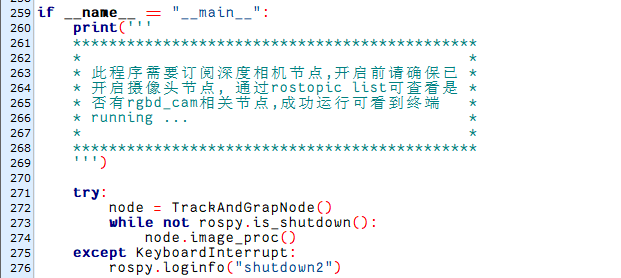 259 if __name__ == "__main__":
260 print('''
261 *********************************************
262 * *
263 * 此程序需要订阅深度相机节点,开启前请确保已 *
264 * 开启摄像头节点, 通过rostopic list可查看是 *
265 * 否有rgbd_cam相关节点,成功运行可看到终端 *
266 * running ... *
267 * *
268 *********************************************
269 ''')
270
271 try:
272 node = TrackAndGrapNode()
273 while not rospy.is_shutdown():
274 node.image_proc()
275 except KeyboardInterrupt:
276 rospy.loginfo("shutdown2")